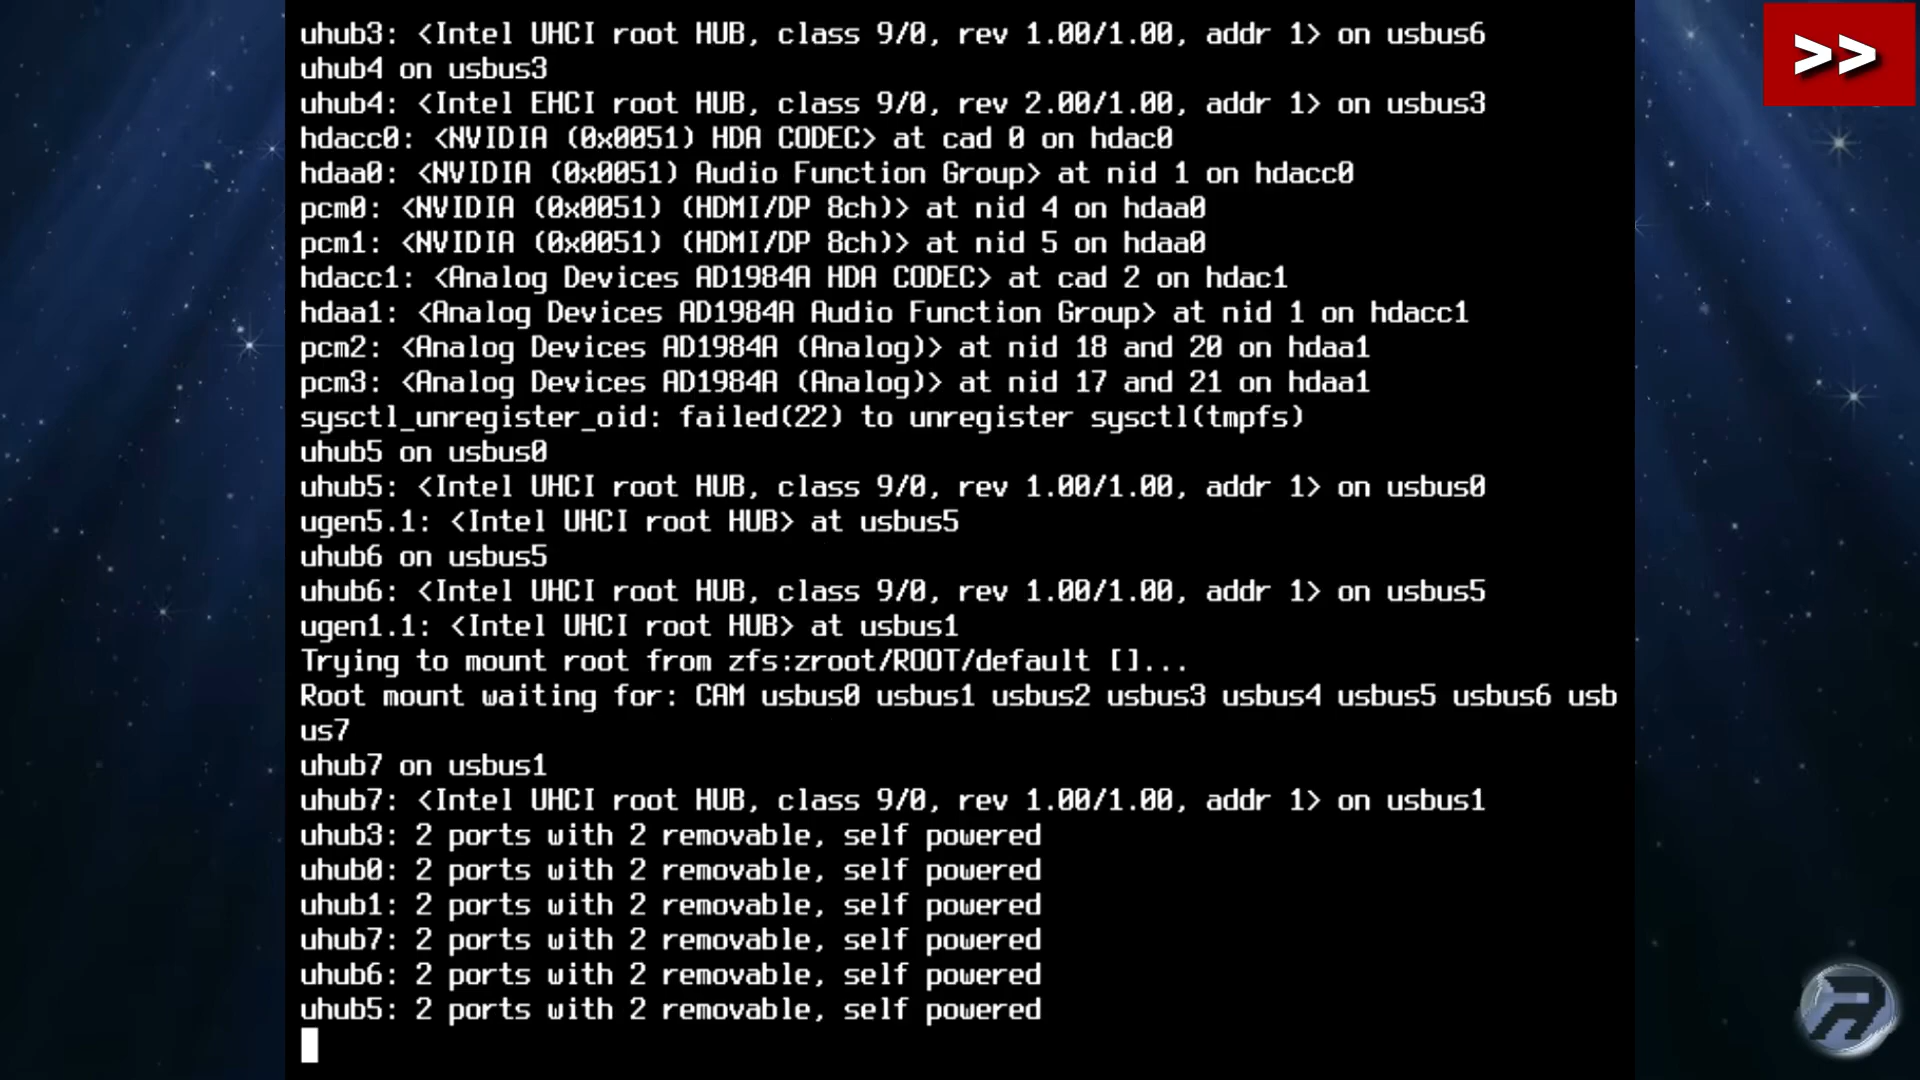 uhub3: <Intel UHCI root HUB, class 9/0, rev 1.00/1.00, addr 1> on usbus6
>>
uhub4 on usbus3
uhub4: <Intel EHCI root HUB, class 9/0, rev 2.00/1.00, addr 1> on usbus3
hdacc0: <NVIDIA (0x0051) HDA CODEC> at cad 0 on hdac0
hdaa0: <NVIDIA (0x0051) Audio Function Group> at nid 1 on hdacc0
pcm0: <NVIDIA (0x0051) (HDMI/DP 8ch)> at nid 4 on hdaa0
pcm1: <NVIDIA (0x0051) (HDMI/DP 8ch)> at nid 5 on hdaa0
hdacc1: <Analog Devices AD1984A HDA CODEC> at cad 2 on hdac1
hdaa1: <Analog Devices AD1984A Audio Function Group> at nid 1 on hdacc1
pcm2: <Analog Devices AD1984A (Analog)> at nid 18 and 20 on hdaa1
pcm3: <Analog Devices AD1984A (Analog)> at nid 17 and 21 on hdaa1
sysctl_unregister_oid: failed(22) to unregister sysctl(tmpfs)
uhub5 on usbus0
uhub5: <Intel UHCI root HUB, class 9/0, rev 1.00/1.00, addr 1> on usbus0
ugen5.1: <Intel UHCI root HUB> at usbus5
uhub6 on usbus5
uhub6: <Intel UHCI root HUB, class 9/0, rev 1.00/1.00, addr 1> on usbus5
ugen1.1: <Intel UHCI root HUB> at usbus1
Trying to mount root from zfs:zroot/ROOT/default []...
Root mount waiting for: CAM usbus0 usbus1 usbus2 usbus3 usbus4 usbus5 usbus6 usb
us7
uhub7 on usbus1
uhub7: <Intel UHCI root HUB, class 9/0, rev 1.00/1.00, addr 1> on usbus1
uhub3: 2 ports with 2 removable, self powered
uhub0: 2 ports with 2 removable, self powered
uhub1: 2 ports with 2 removable, self powered
uhub7: 2 ports with 2 removable, self powered
uhub6: 2 ports with 2 removable, self powered
uhub5: 2 ports with 2 removable, self powered